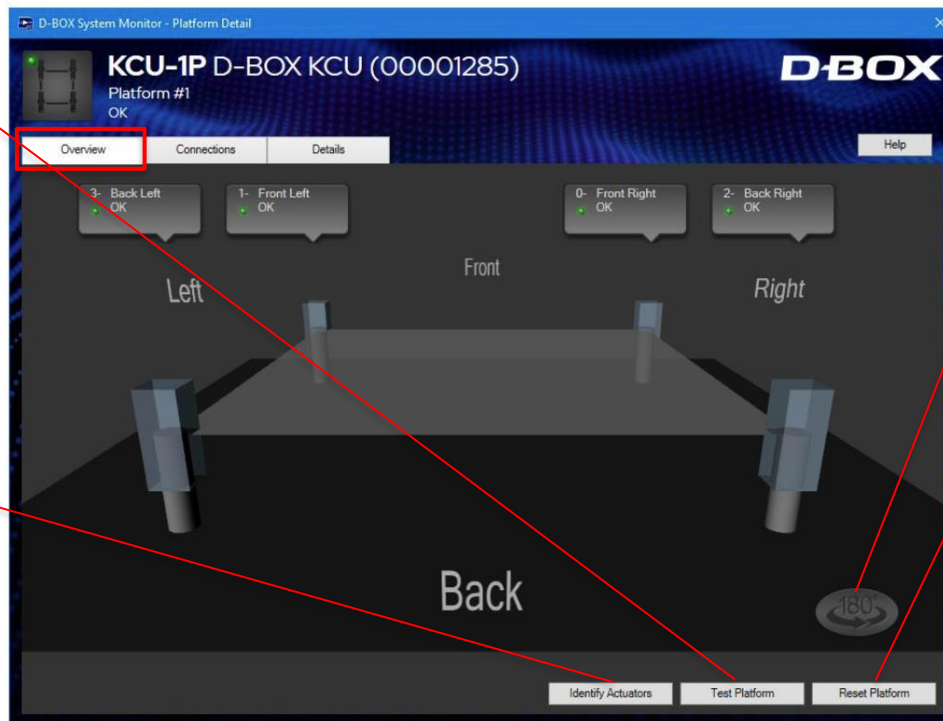 D-BOX System Monitor - Platform Detail
KCU-1P D-BOX KCU (00001285)
D-BOX
Platform #1
OK
Overview
Connections
Details
Help
3- Back Left
OK
1- Front Left
OK
0- Front Right
OK
2- Back Right
OK
Front
Left
Right
Back
180°
Identify Actuators
Test Platform
Reset Platform